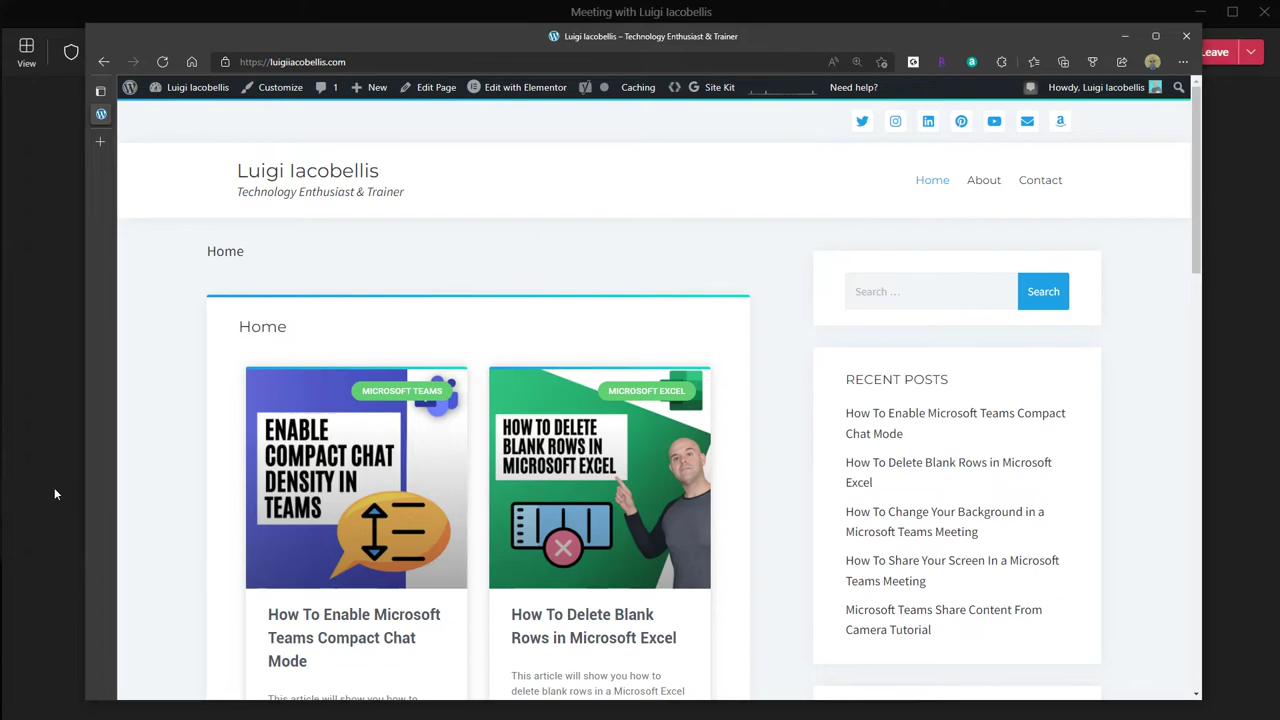 Meeting with Luigi Iacobellis
View
Leave
Luigi Iacobellis – Technology Enthusiast & Trainer
https://luigiiacobellis.com
Luigi Iacobellis
Customize
1
New
Edit Page
Edit with Elementor
Caching
Site Kit
Need help?
Howdy, Luigi Iacobellis
Luigi Iacobellis
Technology Enthusiast & Trainer
Home
About
Contact
Home
Search …
Search
Home
MICROSOFT TEAMS
ENABLE
COMPACT CHAT
DENSITY IN
TEAMS
How To Enable Microsoft
Teams Compact Chat
Mode
This article will show you how to
MICROSOFT EXCEL
HOW TO DELETE
BLANK ROWS IN
MICROSOFT EXCEL
How To Delete Blank
Rows in Microsoft Excel
This article will show you how to
delete blank rows in a Microsoft Excel
RECENT POSTS
How To Enable Microsoft Teams Compact
Chat Mode
How To Delete Blank Rows in Microsoft
Excel
How To Change Your Background in a
Microsoft Teams Meeting
How To Share Your Screen In a Microsoft
Teams Meeting
Microsoft Teams Share Content From
Camera Tutorial